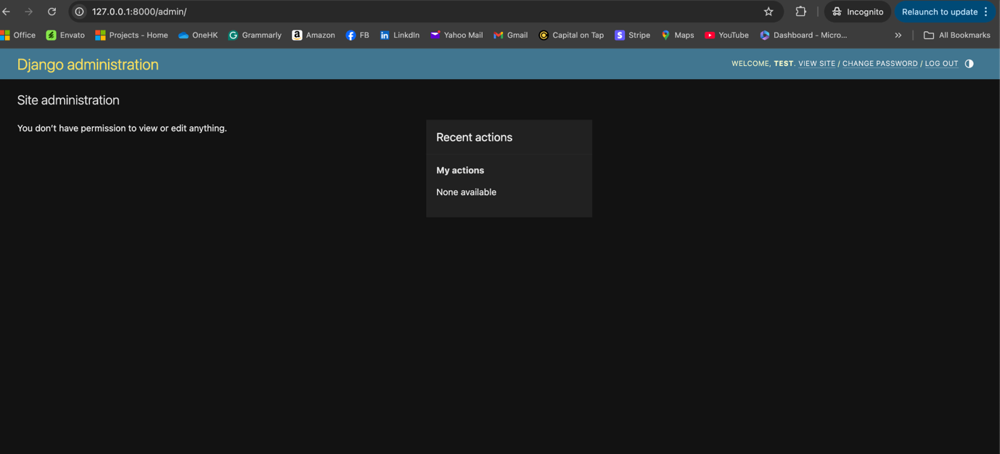 127.0.0.1:8000/admin/ Incognito Relaunch to update
Office Envato Projects - Home OneHK Grammarly Amazon FB LinkdIn Yahoo Mail Gmail Capital on Tap Stripe Maps YouTube Dashboard - Micro... All Bookmarks
Django administration WELCOME, TEST. VIEW SITE / CHANGE PASSWORD / LOG OUT
Site administration
You don't have permission to view or edit anything.
Recent actions
My actions
None available